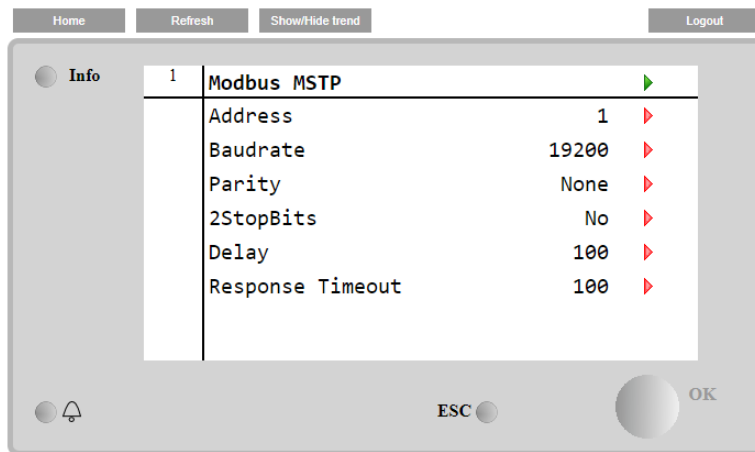 Home Refresh Show/Hide trend Logout
Info
1 Modbus MSTP
Address 1
Baudrate 19200
Parity None
2StopBits No
Delay 100
Response Timeout 100
ESC OK